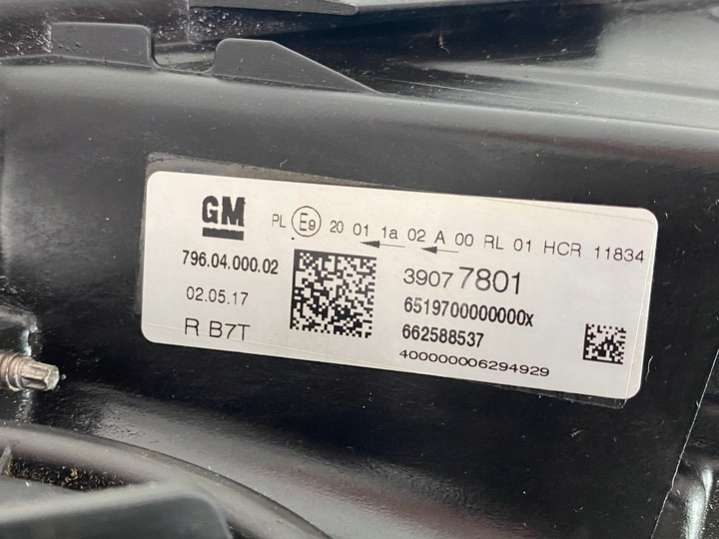 GM
PL E9 20 01 1a 02 A 00 RL 01 HCR 11834
796.04.000.02
39077801
02.05.17
6519700000000x
R B7T
662588537
400000006294929